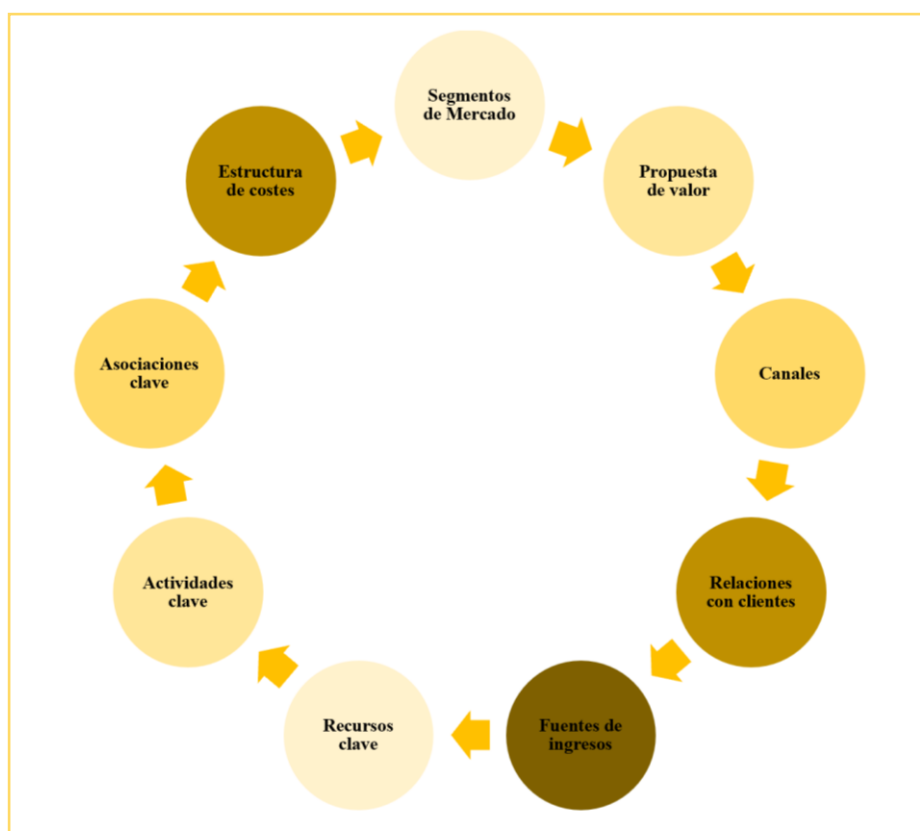 Segmentos
de Mercado
Propuesta
de valor
Canales
Relaciones
con clientes
Fuentes de
ingresos
Recursos
clave
Actividades
clave
Asociaciones
clave
Estructura
de costes